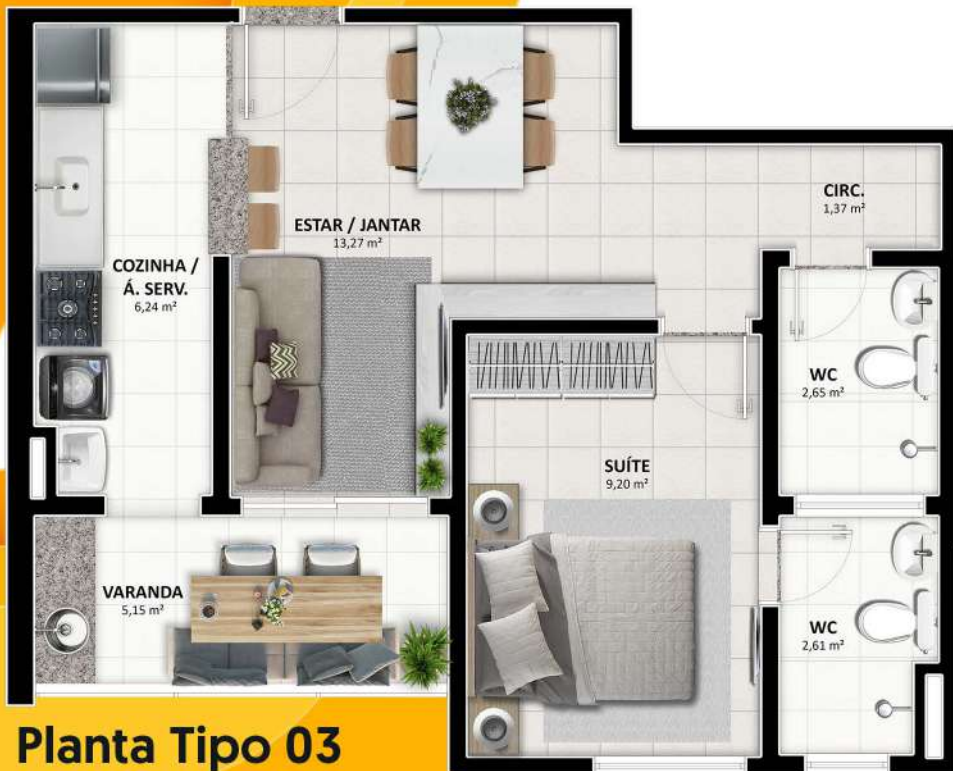 CIRC.
1,37 m²
ESTAR / JANTAR
13,27 m²
COZINHA /
Á. SERV.
6,24 m²
WC
2,65 m²
SUÍTE
9,20 m²
VARANDA
5,15 m²
WC
2,61 m²
Planta Tipo 03